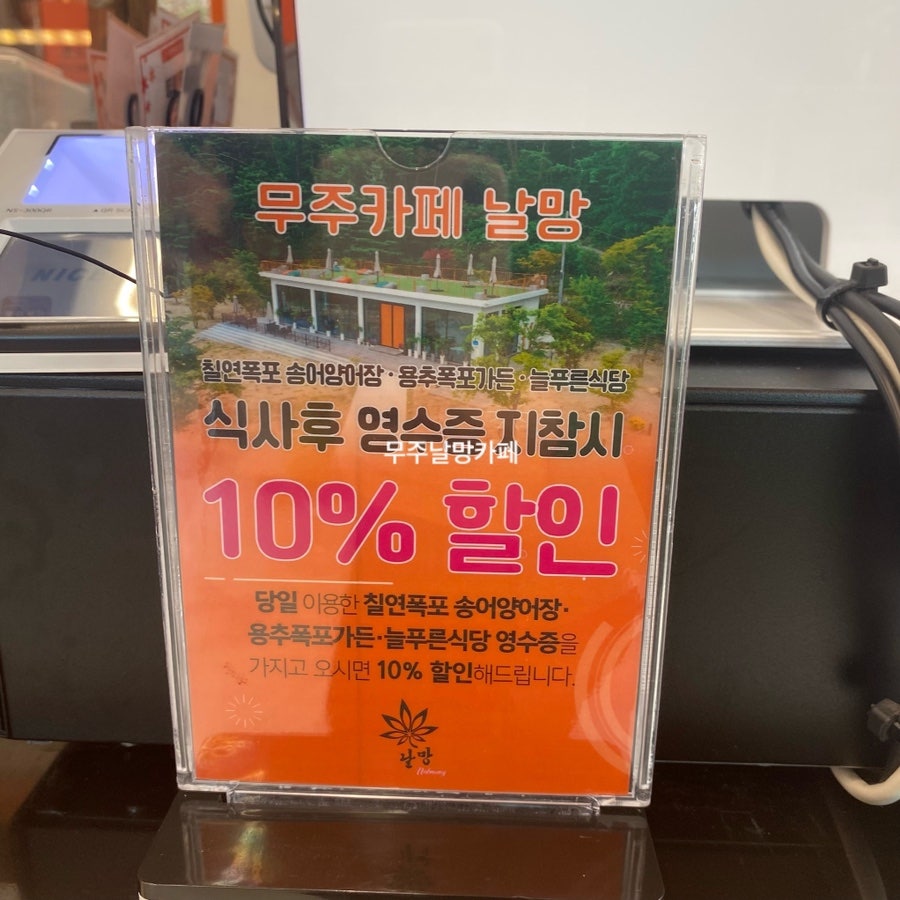 무주카페 날망
칠연폭포 송어양어장·용추폭포가든·늘푸른식당
식사후 영수증 지참시
무주날망카페
10% 할인
당일 이용한 칠연폭포 송어양어장·
용추폭포가든·늘푸른식당 영수증을
가지고 오시면 10% 할인해드립니다.
날망